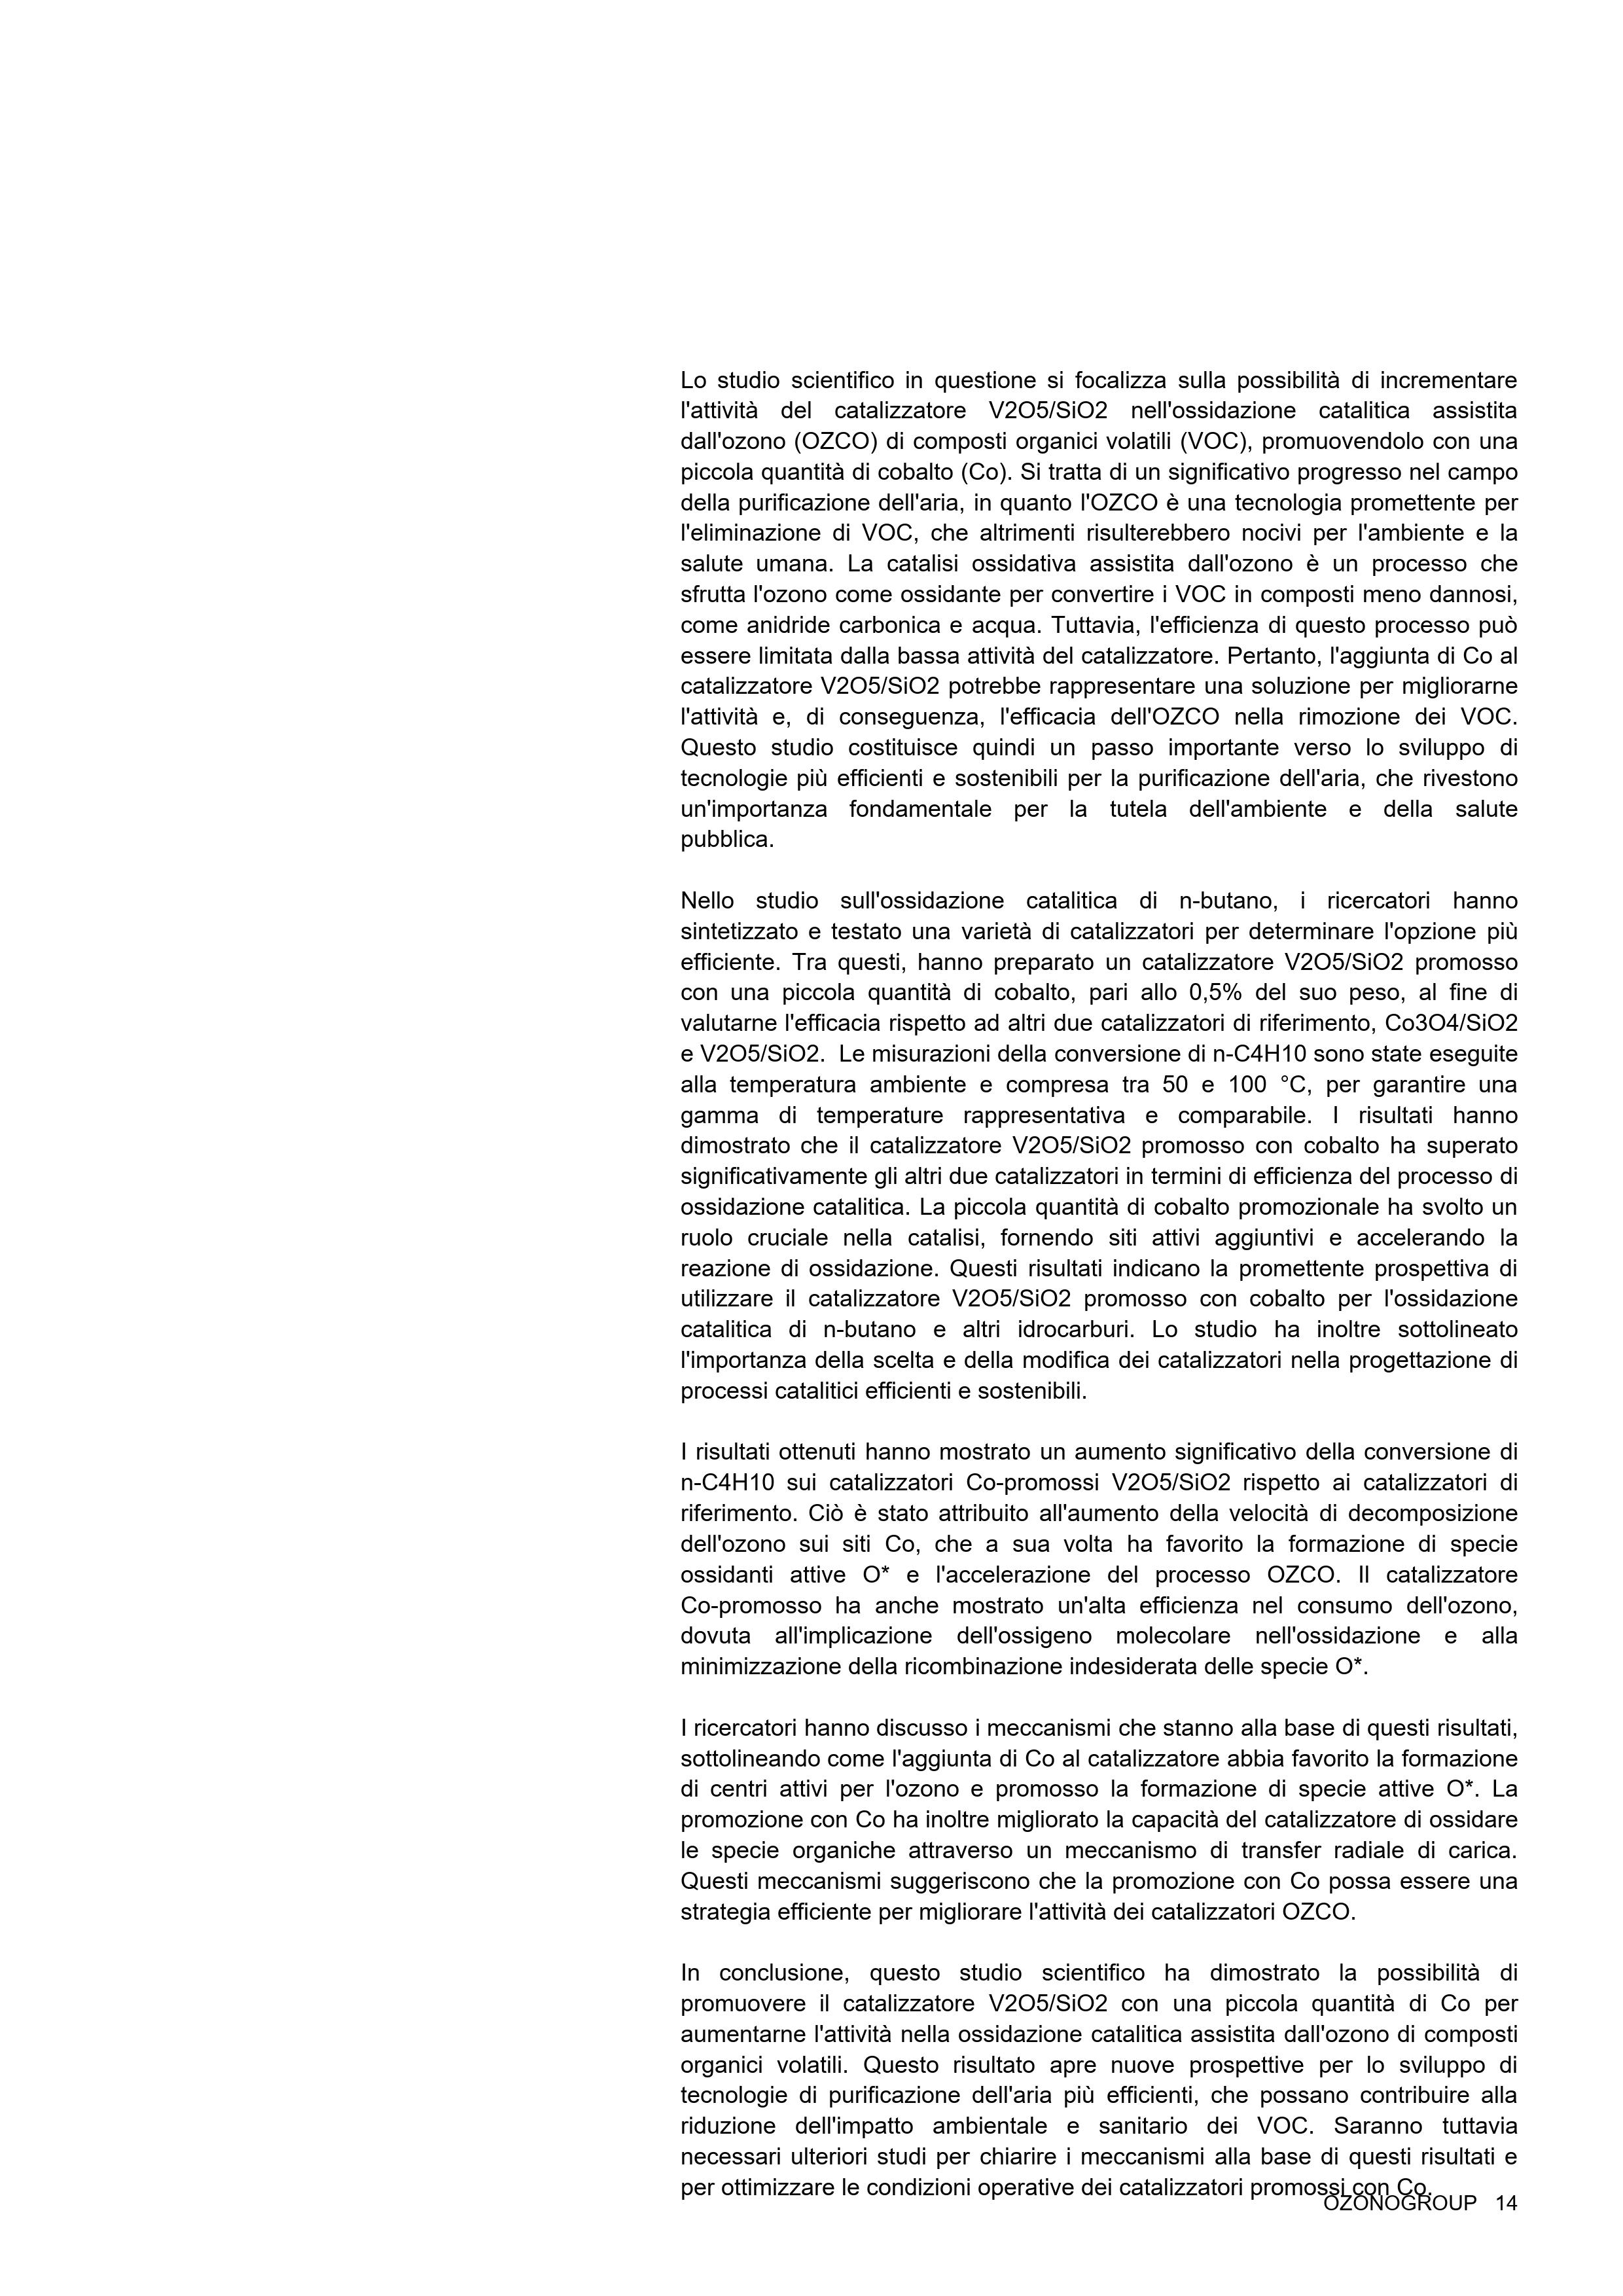 Lo studio scientifico in questione si focalizza sulla possibilità di incrementare
l'attività del catalizzatore V2O5/SiO2 nell'ossidazione catalitica assistita
dall'ozono (OZCO) di composti organici volatili (VOC), promuovendolo con una
piccola quantità di cobalto (Co). Si tratta di un significativo progresso nel campo
della purificazione dell'aria, in quanto l'OZCO è una tecnologia promettente per
l'eliminazione di VOC, che altrimenti risulterebbero nocivi per l'ambiente e la
salute umana. La catalisi ossidativa assistita dall'ozono è un processo che
sfrutta l'ozono come ossidante per convertire i VOC in composti meno dannosi,
come anidride carbonica e acqua. Tuttavia, l'efficienza di questo processo può
essere limitata dalla bassa attività del catalizzatore. Pertanto, l'aggiunta di Co al
catalizzatore V2O5/SiO2 potrebbe rappresentare una soluzione per migliorarne
l'attività e, di conseguenza, l'efficacia dell'OZCO nella rimozione dei VOC.
Questo studio costituisce quindi un passo importante verso lo sviluppo di
tecnologie più efficienti e sostenibili per la purificazione dell'aria, che rivestono
un'importanza fondamentale per la tutela dell'ambiente e della salute
pubblica.
Nello studio sull'ossidazione catalitica di n-butano, i ricercatori hanno
sintetizzato e testato una varietà di catalizzatori per determinare l'opzione più
efficiente. Tra questi, hanno preparato un catalizzatore V2O5/SiO2 promosso
con una piccola quantità di cobalto, pari allo 0,5% del suo peso, al fine di
valutarne l'efficacia rispetto ad altri due catalizzatori di riferimento, Co3O4/SiO2
e V2O5/SiO2. Le misurazioni della conversione di n-C4H10 sono state eseguite
alla temperatura ambiente e compresa tra 50 e 100 °C, per garantire una
gamma di temperature rappresentativa e comparabile. I risultati hanno
dimostrato che il catalizzatore V2O5/SiO2 promosso con cobalto ha superato
significativamente gli altri due catalizzatori in termini di efficienza del processo di
ossidazione catalitica. La piccola quantità di cobalto promozionale ha svolto un
ruolo cruciale nella catalisi, fornendo siti attivi aggiuntivi e accelerando la
reazione di ossidazione. Questi risultati indicano la promettente prospettiva di
utilizzare il catalizzatore V2O5/SiO2 promosso con cobalto per l'ossidazione
catalitica di n-butano e altri idrocarburi. Lo studio ha inoltre sottolineato
l'importanza della scelta e della modifica dei catalizzatori nella progettazione di
processi catalitici efficienti e sostenibili.
I risultati ottenuti hanno mostrato un aumento significativo della conversione di
n-C4H10 sui catalizzatori Co-promossi V2O5/SiO2 rispetto ai catalizzatori di
riferimento. Ciò è stato attribuito all'aumento della velocità di decomposizione
dell'ozono sui siti Co, che a sua volta ha favorito la formazione di specie
ossidanti attive O* e l'accelerazione del processo OZCO. Il catalizzatore
Co-promosso ha anche mostrato un'alta efficienza nel consumo dell'ozono,
dovuta all'implicazione dell'ossigeno molecolare nell'ossidazione e alla
minimizzazione della ricombinazione indesiderata delle specie O*.
I ricercatori hanno discusso i meccanismi che stanno alla base di questi risultati,
sottolineando come l'aggiunta di Co al catalizzatore abbia favorito la formazione
di centri attivi per l'ozono e promosso la formazione di specie attive O*. La
promozione con Co ha inoltre migliorato la capacità del catalizzatore di ossidare
le specie organiche attraverso un meccanismo di transfer radiale di carica.
Questi meccanismi suggeriscono che la promozione con Co possa essere una
strategia efficiente per migliorare l'attività dei catalizzatori OZCO.
In conclusione, questo studio scientifico ha dimostrato la possibilità di
promuovere il catalizzatore V2O5/SiO2 con una piccola quantità di Co per
aumentarne l'attività nella ossidazione catalitica assistita dall'ozono di composti
organici volatili. Questo risultato apre nuove prospettive per lo sviluppo di
tecnologie di purificazione dell'aria più efficienti, che possano contribuire alla
riduzione dell'impatto ambientale e sanitario dei VOC. Saranno tuttavia
necessari ulteriori studi per chiarire i meccanismi alla base di questi risultati e
per ottimizzare le condizioni operative dei catalizzatori promossi con Co.
OZONOGROUP 14